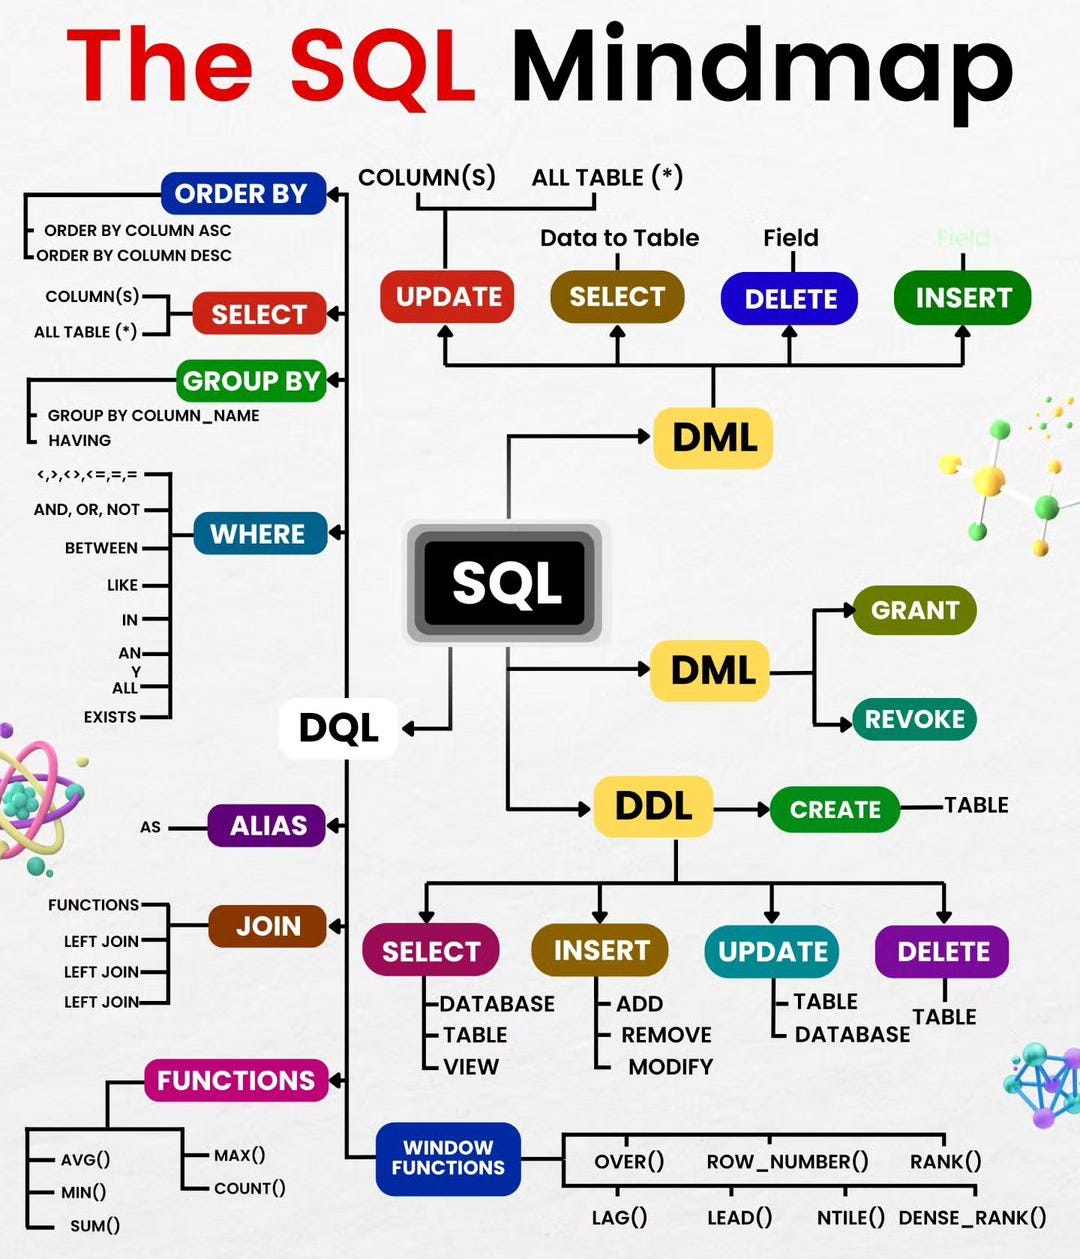 The SQL Mindmap
ORDER BY
ORDER BY COLUMN ASC
ORDER BY COLUMN DESC
SELECT
COLUMN(S)
ALL TABLE (*)
GROUP BY
GROUP BY COLUMN_NAME
HAVING
WHERE
<,>,<>,<=,=,=
AND, OR, NOT
BETWEEN
LIKE
IN
AN
Y
ALL
EXISTS
DQL
ALIAS
AS
JOIN
FUNCTIONS
LEFT JOIN
LEFT JOIN
LEFT JOIN
FUNCTIONS
AVG()
MIN()
SUM()
MAX()
COUNT()
WINDOW
FUNCTIONS
OVER()
ROW_NUMBER()
RANK()
LAG()
LEAD()
NTILE()
DENSE_RANK()
SQL
COLUMN(S)
ALL TABLE (*)
Data to Table
Field
Field
UPDATE
SELECT
DELETE
INSERT
DML
DML
GRANT
REVOKE
DDL
CREATE
TABLE
SELECT
DATABASE
TABLE
VIEW
INSERT
ADD
REMOVE
MODIFY
UPDATE
TABLE
DATABASE
DELETE
TABLE